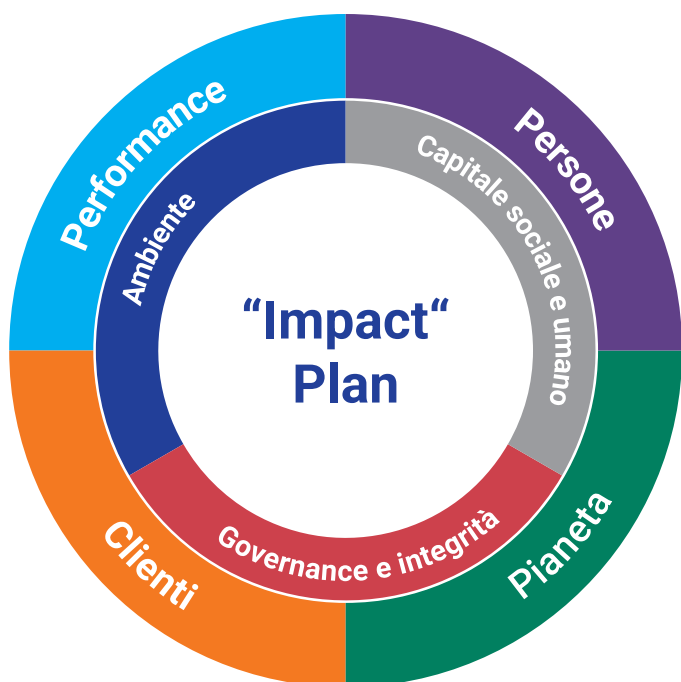 Performance
Persone
Ambiente
Capitale sociale e umano
“Impact“
Plan
Governance e integrità
Clienti
Pianeta